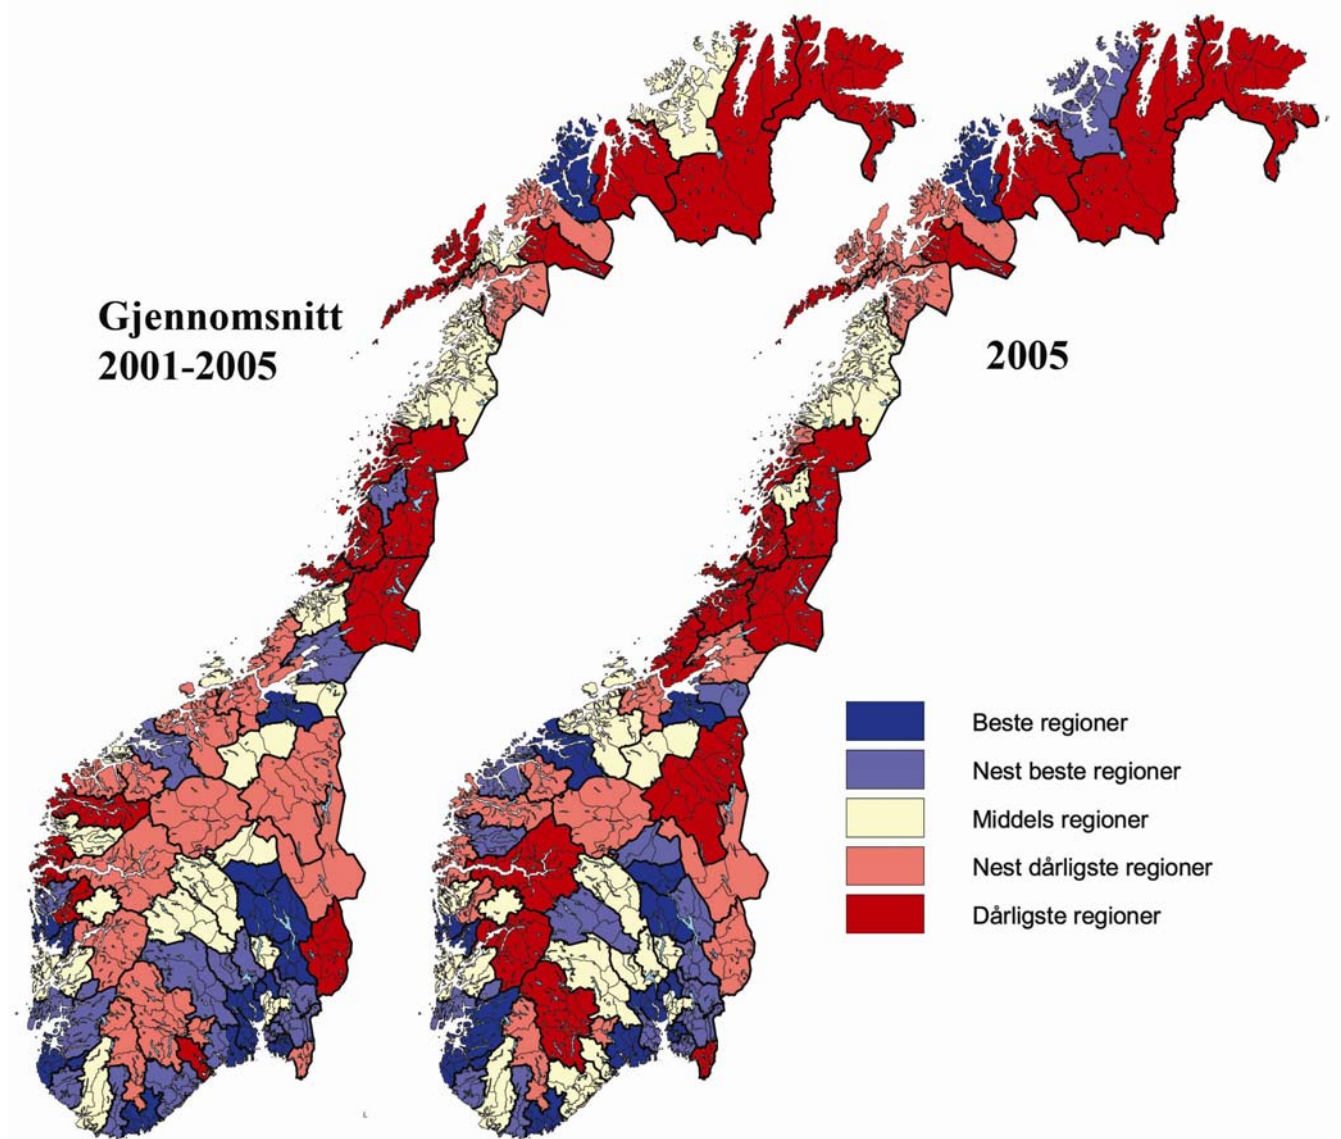 Gjennomsnitt
2001-2005
2005
Beste regioner
Nest beste regioner
Middels regioner
Nest dårligste regioner
Dårligste regioner